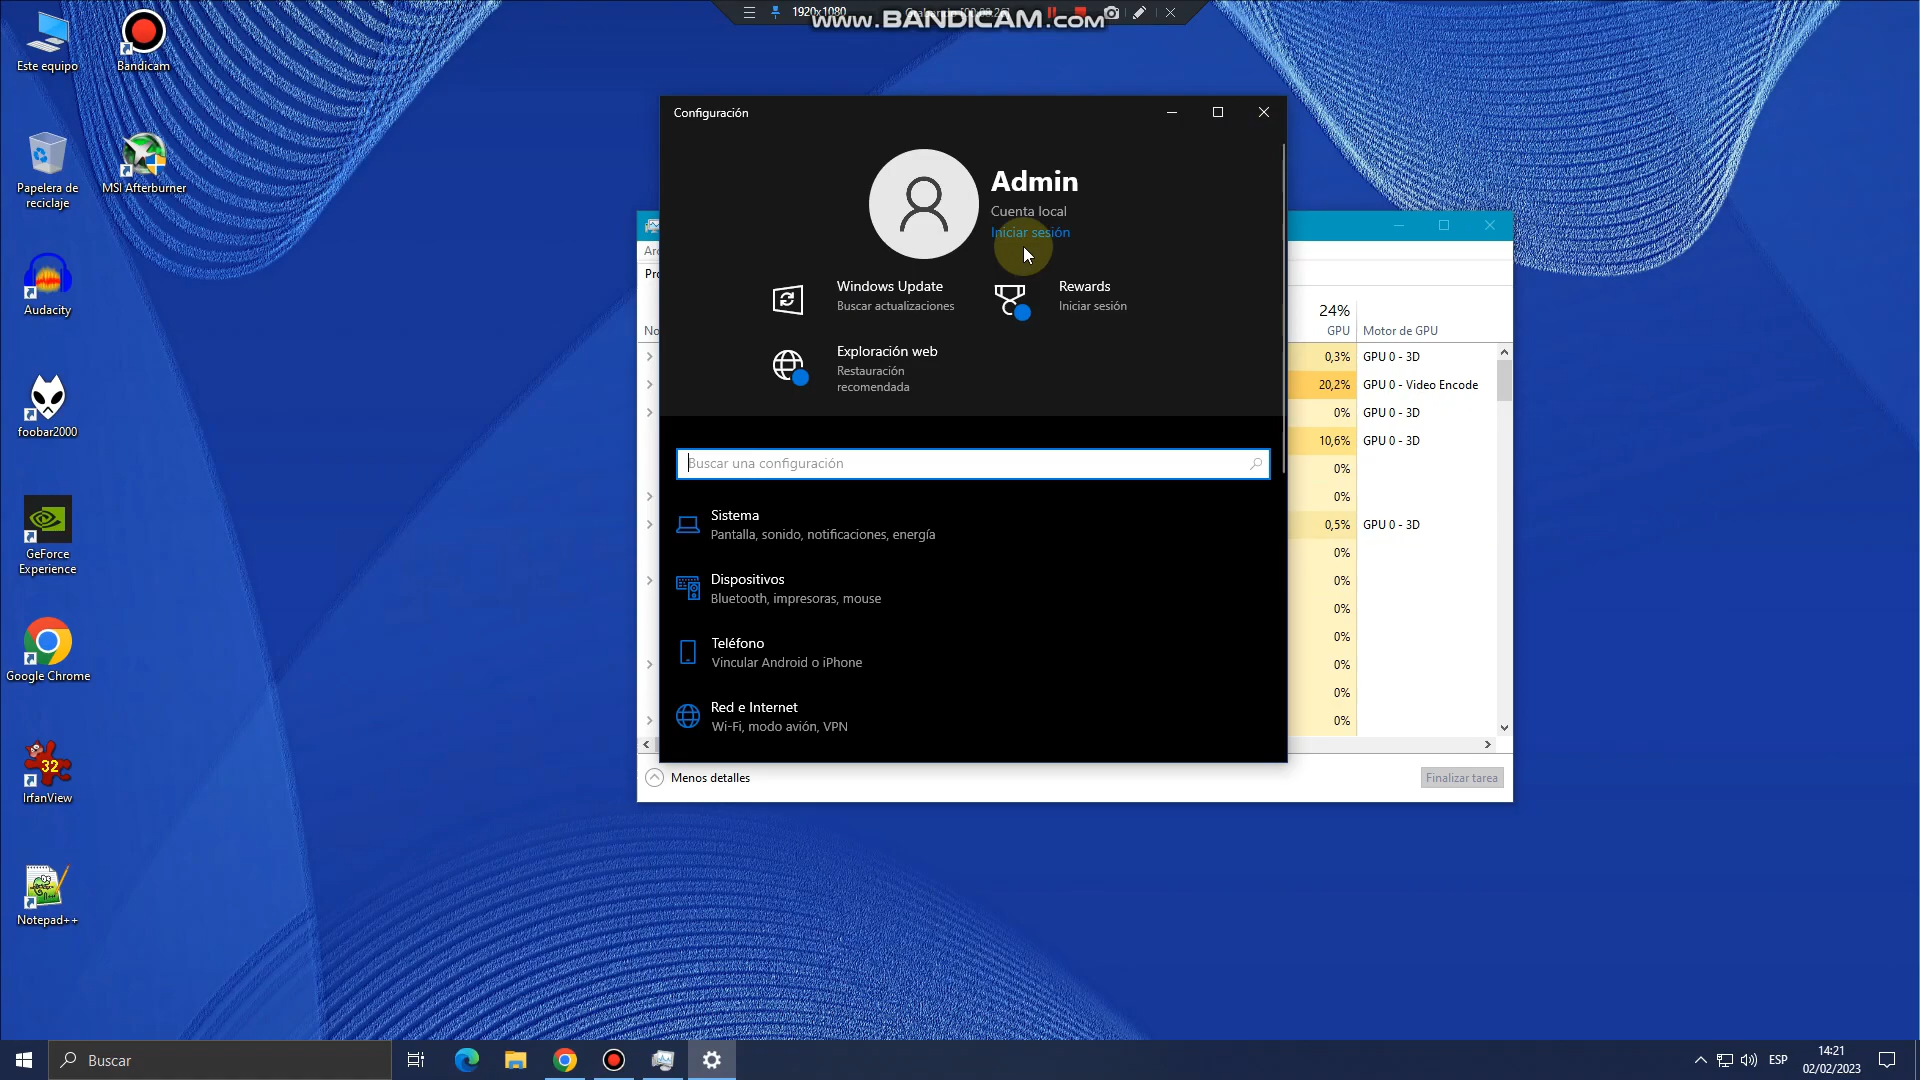 1920x1080
www.BANDICAM.com
Este equipo
Bandicam
Papelera de
reciclaje
MSI Afterburner
Audacity
foobar2000
GeForce
Experience
Google Chrome
IrfanView
Notepad++
Configuración
Admin
Cuenta local
Iniciar sesión
Windows Update
Buscar actualizaciones
Rewards
Iniciar sesión
Exploración web
Restauración
recomendada
Buscar una configuración
Sistema
Pantalla, sonido, notificaciones, energía
Dispositivos
Bluetooth, impresoras, mouse
Teléfono
Vincular Android o iPhone
Red e Internet
Wi-Fi, modo avión, VPN
24%
GPU
Motor de GPU
0,3% GPU 0 - 3D
20,2% GPU 0 - Video Encode
0% GPU 0 - 3D
10,6% GPU 0 - 3D
0%
0%
0,5% GPU 0 - 3D
0%
0%
0%
0%
0%
0%
0%
Menos detalles
Finalizar tarea
Buscar
ESP
14:21
02/02/2023